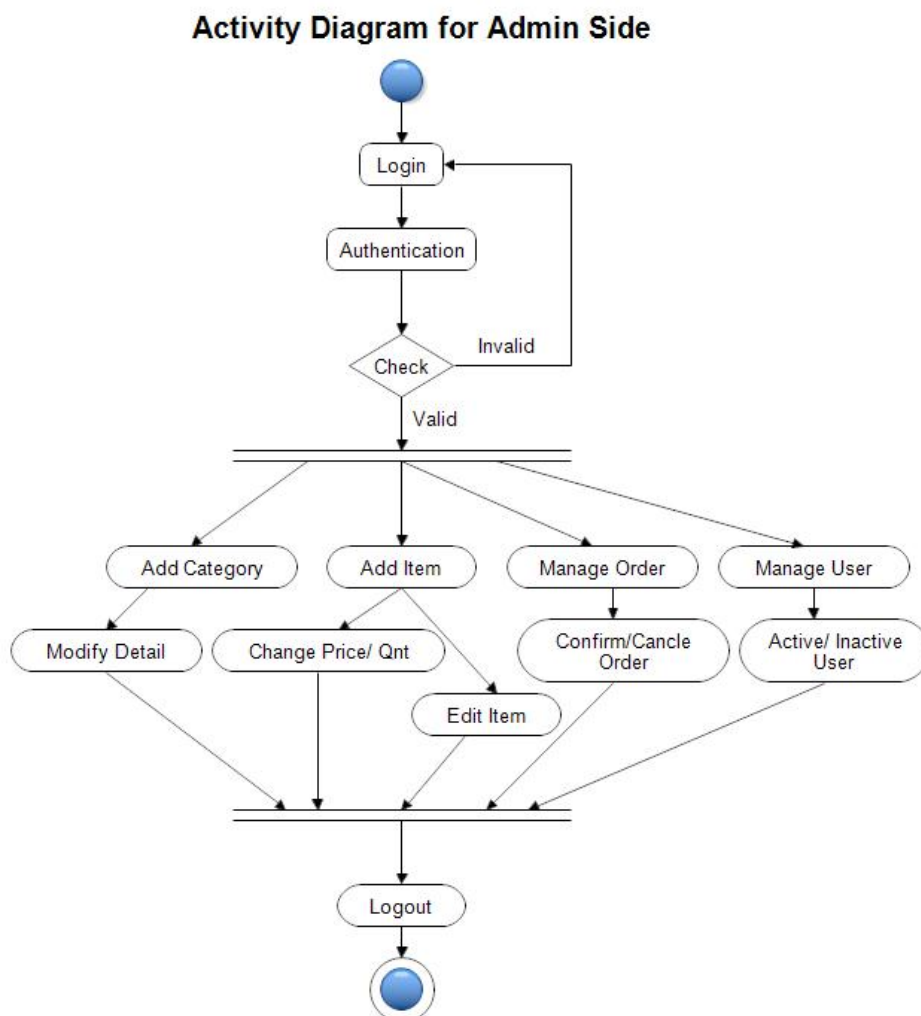 Activity Diagram for Admin Side
Login
Authentication
Check
Invalid
Valid
Add Category
Add Item
Manage Order
Manage User
Modify Detail
Change Price/ Qnt
Confirm/Cancle
Order
Active/ Inactive
User
Edit Item
Logout